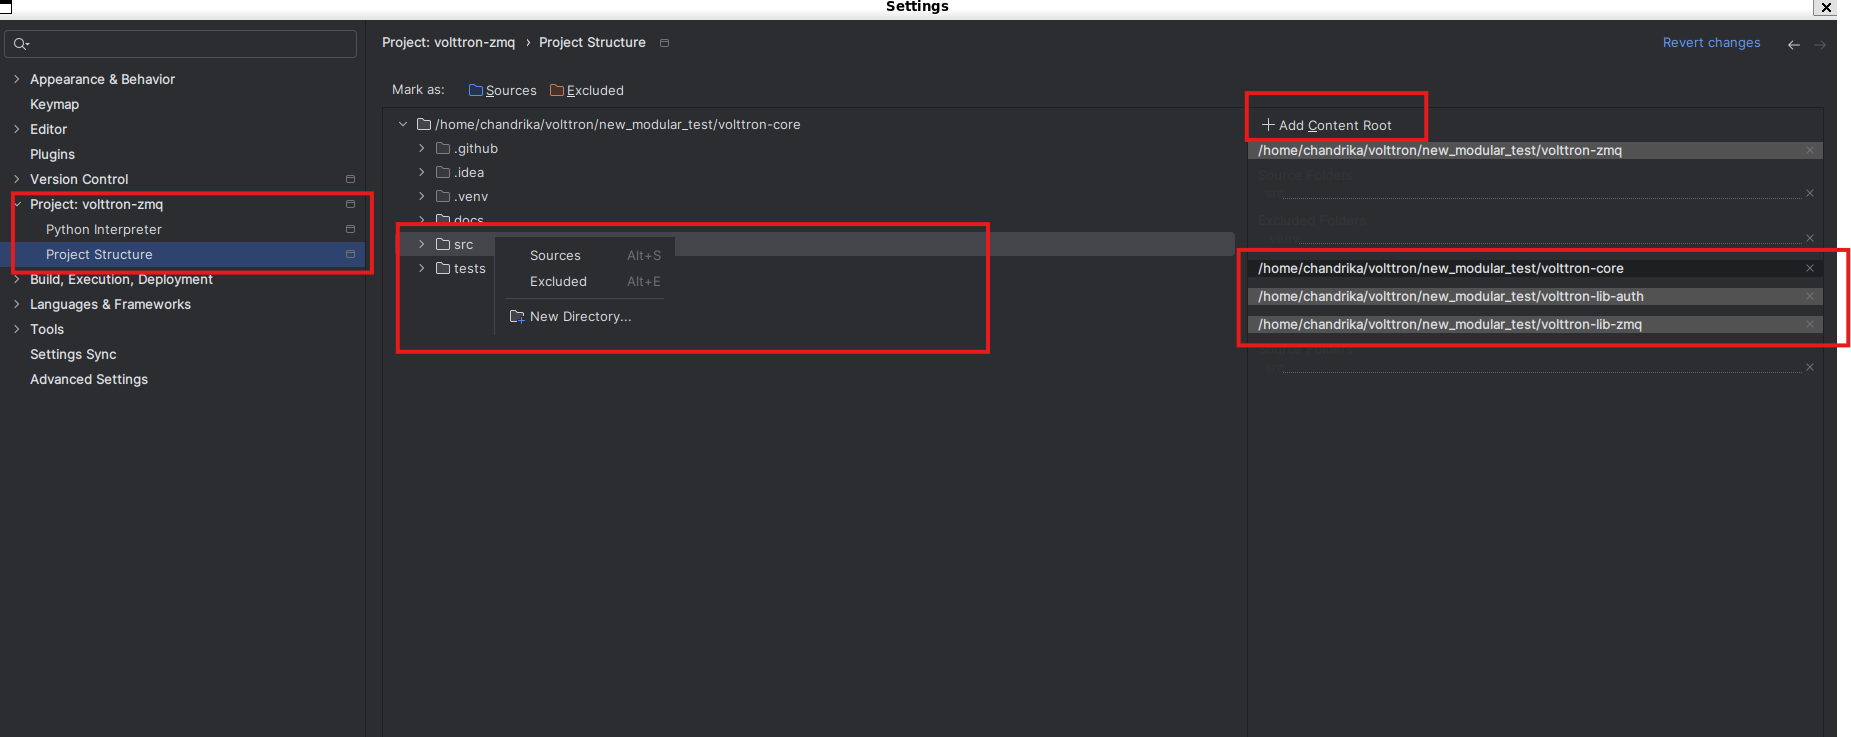 Settings
Project: volttron-zmq › Project Structure
Revert changes
Appearance & Behavior
Keymap
Editor
Plugins
Version Control
Project: volttron-zmq
Python Interpreter
Project Structure
Build, Execution, Deployment
Languages & Frameworks
Tools
Settings Sync
Advanced Settings
Mark as: Sources Excluded
/home/chandrika/volttron/new_modular_test/volttron-core
.github
.idea
.venv
docs
src
tests
Sources Alt+S
Excluded Alt+E
New Directory...
Add Content Root
/home/chandrika/volttron/new_modular_test/volttron-zmq
Source Folders
Excluded Folders
/home/chandrika/volttron/new_modular_test/volttron-core
/home/chandrika/volttron/new_modular_test/volttron-lib-auth
/home/chandrika/volttron/new_modular_test/volttron-lib-zmq
Source Folders